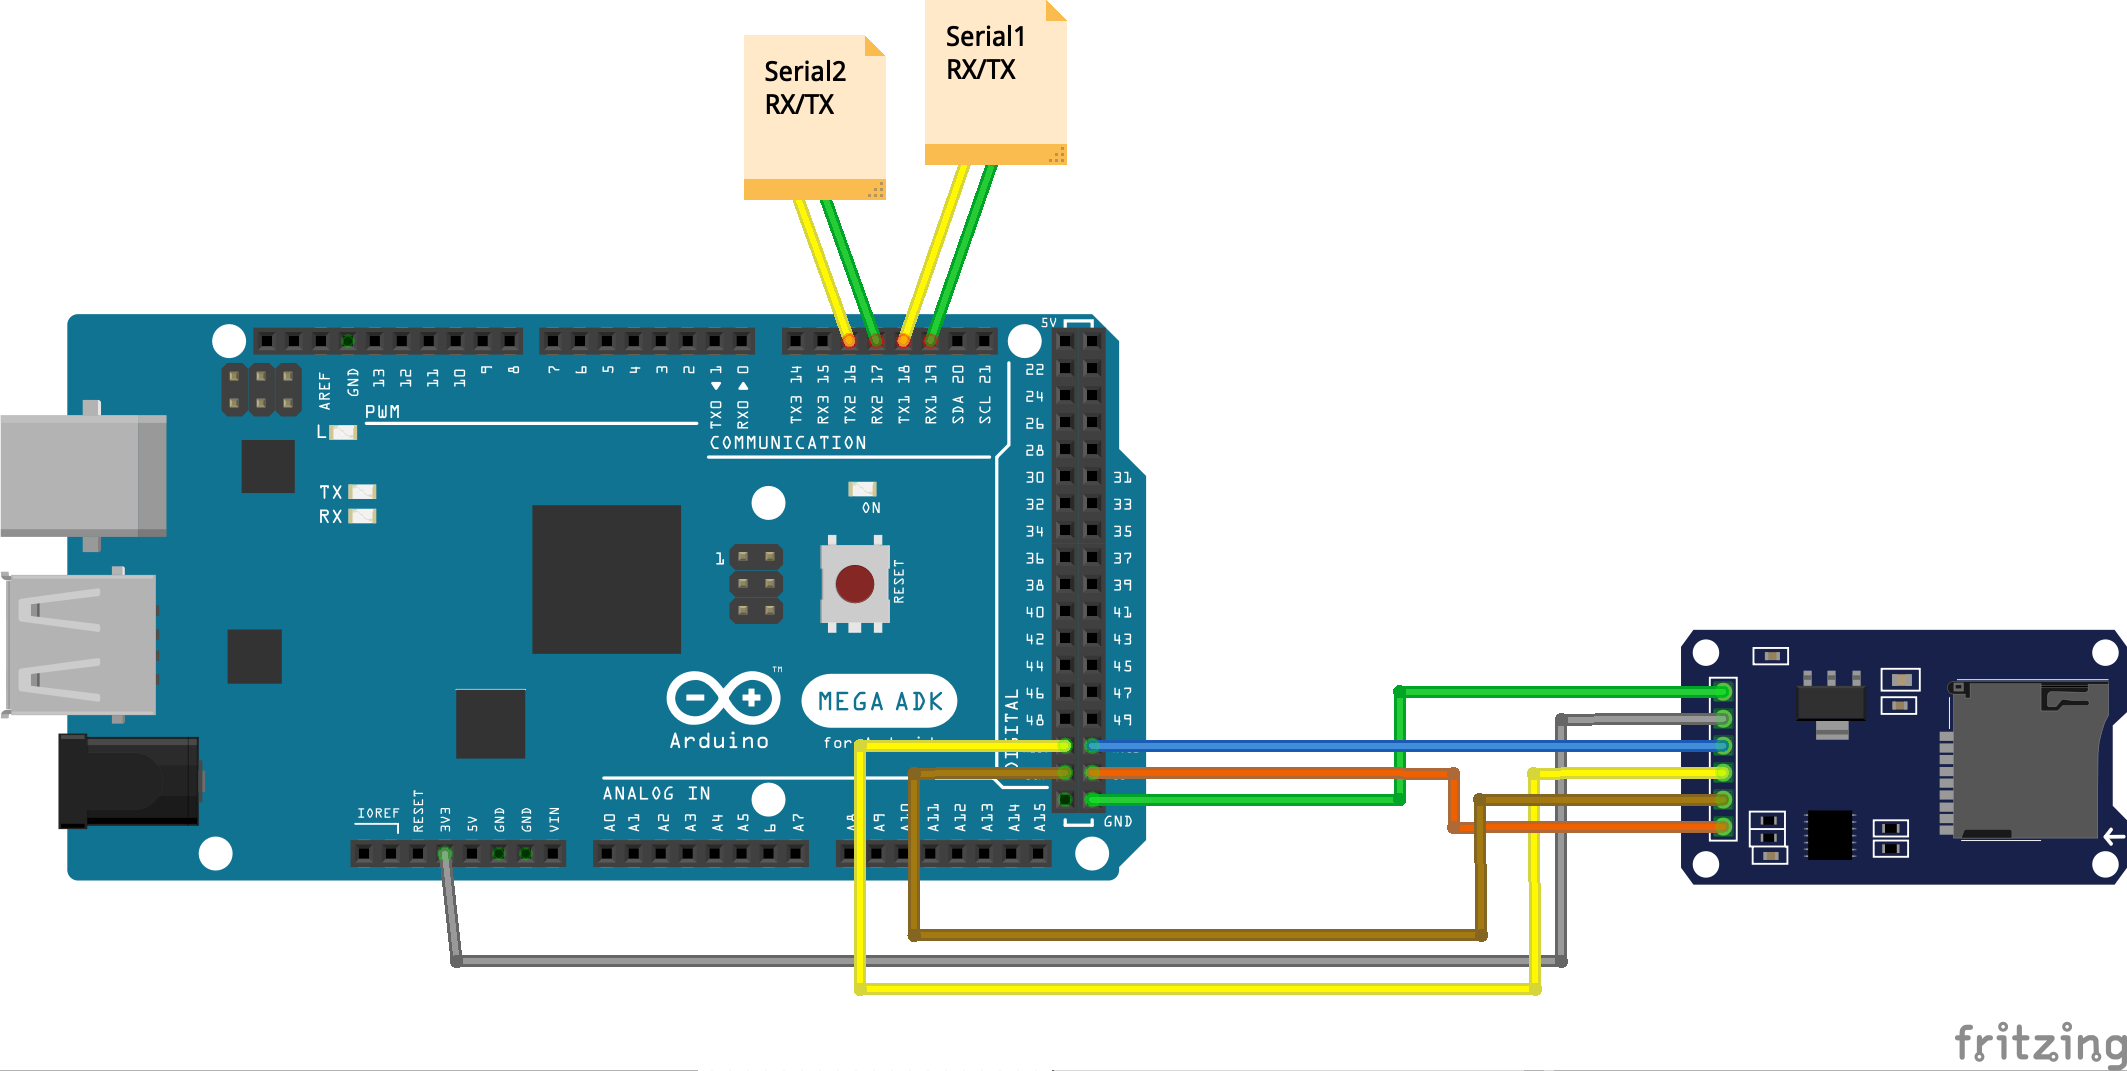 Serial2
RX/TX
Serial1
RX/TX
5V
AREF
GND
13
12
11
10
9
8
7
6
5
4
3
2
TX0 1
RX0 0
TX3 14
RX3 15
TX2 16
RX2 17
TX1 18
RX1 19
SDA 20
SCL 21
PWM
L
COMMUNICATION
TX
RX
ON
1
RESET
22
24
26
28
30 31
32 33
34 35
36 37
38 39
40 41
42 43
44 45
46 47
48 49
DIGITAL
TM
MEGA ADK
Arduino
for
ANALOG IN
GND
IOREF
RESET
3V3
5V
GND
GND
VIN
A0
A1
A2
A3
A4
A5
6
A7
A8
A9
A10
A11
A12
A13
A14
A15
fritzing